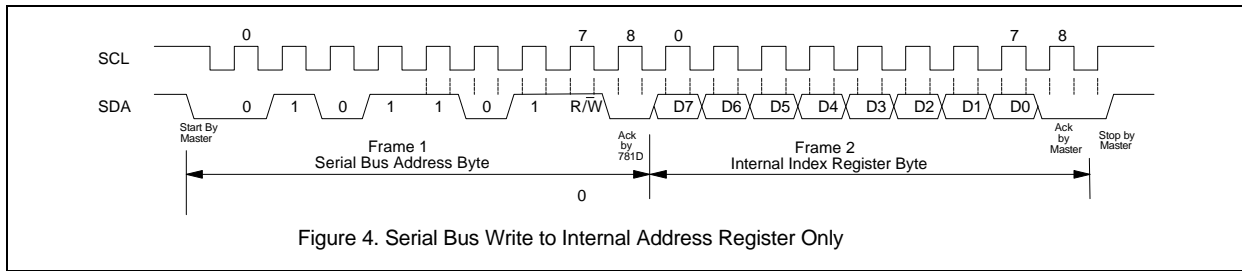 0 7 8 0 7 8
SCL
SDA 0 1 0 1 1 0 1 R/W̅ D7 D6 D5 D4 D3 D2 D1 D0
Start By
Master
Ack
by
781D
Ack
by
Master
Stop by
Master
Frame 1
Serial Bus Address Byte
Frame 2
Internal Index Register Byte
0
Figure 4. Serial Bus Write to Internal Address Register Only